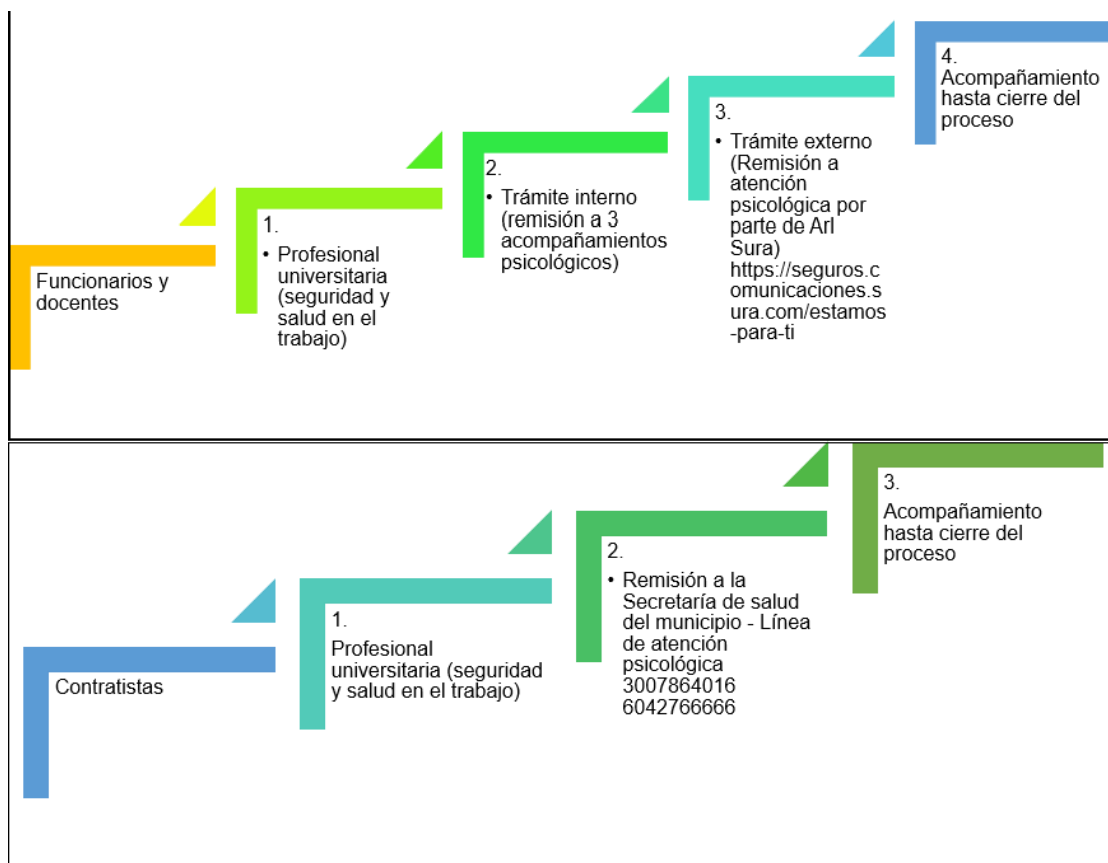 Funcionarios y
docentes
1.
• Profesional
universitaria
(seguridad y
salud en el
trabajo)
2.
• Trámite interno
(remisión a 3
acompañamientos
psicológicos)
3.
• Trámite externo
(Remisión a
atención
psicológica por
parte de Arl
Sura)
https://seguros.c
omunicaciones.s
ura.com/estamos
-para-ti
4.
Acompañamiento
hasta cierre del
proceso
Contratistas
1.
Profesional
universitaria (seguridad
y salud en el trabajo)
2.
• Remisión a la
Secretaría de salud
del municipio - Línea
de atención
psicológica
3007864016
6042766666
3.
Acompañamiento
hasta cierre del
proceso